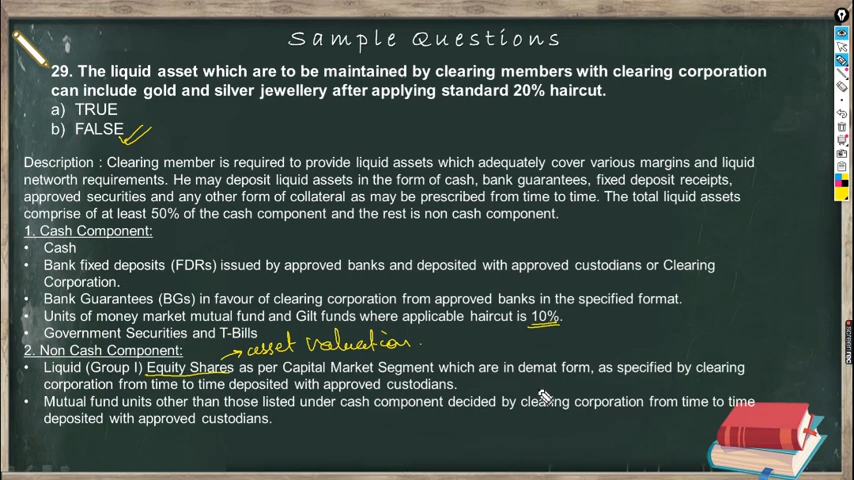 Sample Questions
29. The liquid asset which are to be maintained by clearing members with clearing corporation
can include gold and silver jewellery after applying standard 20% haircut.
a) TRUE
b) FALSE
Description : Clearing member is required to provide liquid assets which adequately cover various margins and liquid
networth requirements. He may deposit liquid assets in the form of cash, bank guarantees, fixed deposit receipts,
approved securities and any other form of collateral as may be prescribed from time to time. The total liquid assets
comprise of at least 50% of the cash component and the rest is non cash component.
1. Cash Component:
• Cash
• Bank fixed deposits (FDRs) issued by approved banks and deposited with approved custodians or Clearing
Corporation.
• Bank Guarantees (BGs) in favour of clearing corporation from approved banks in the specified format.
• Units of money market mutual fund and Gilt funds where applicable haircut is 10%.
• Government Securities and T-Bills
→ asset valuation.
2. Non Cash Component:
• Liquid (Group I) Equity Shares as per Capital Market Segment which are in demat form, as specified by clearing
corporation from time to time deposited with approved custodians.
• Mutual fund units other than those listed under cash component decided by clearing corporation from time to time
deposited with approved custodians.